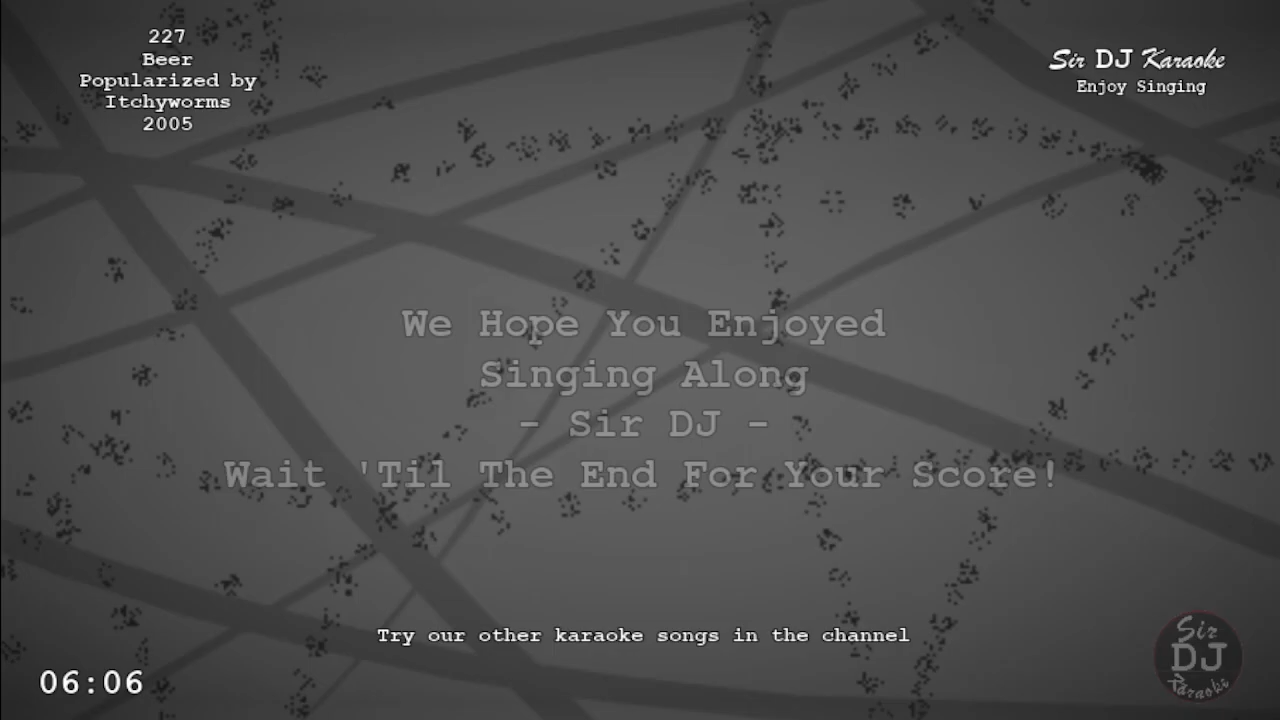 227
Beer
Popularized by
Itchyworms
2005
Sir DJ Karaoke
Enjoy Singing
We Hope You Enjoyed
Singing Along
- Sir DJ -
Wait 'Til The End For Your Score!
Try our other karaoke songs in the channel
06:06
Sir
DJ
Karaoke